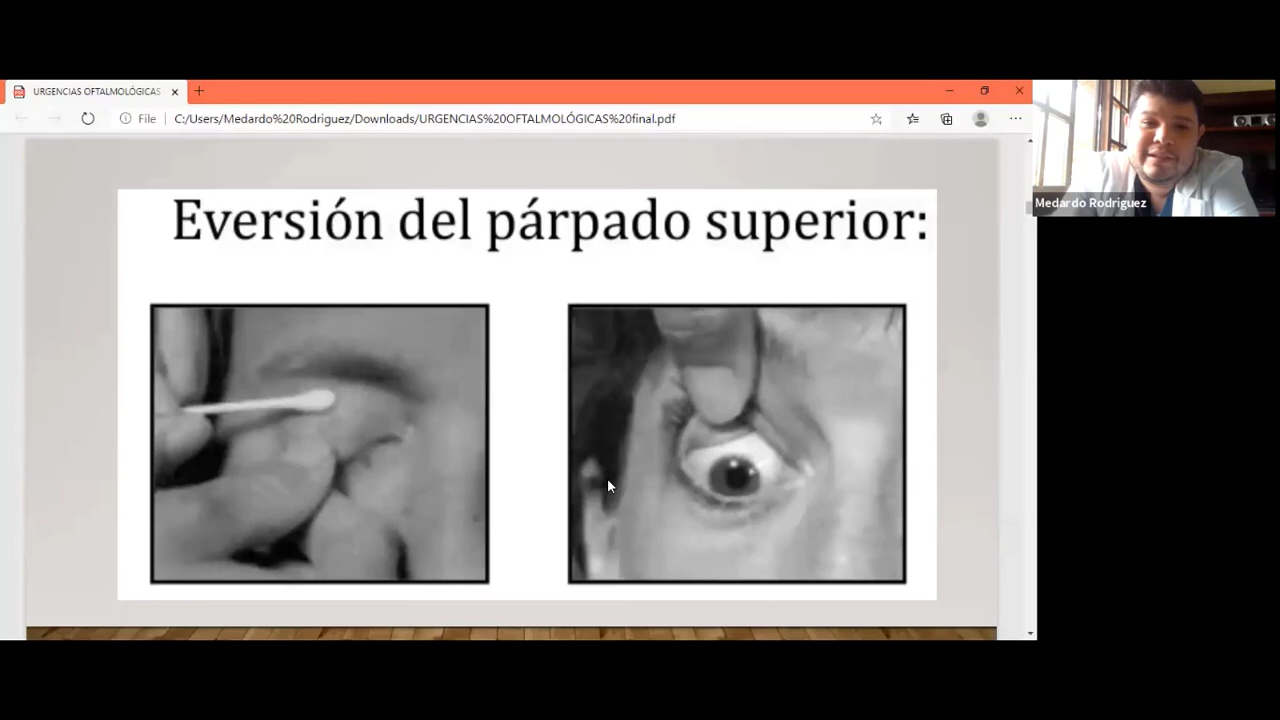 URGENCIAS OFTALMOLÓGICAS
File
C:/Users/Medardo%20Rodriguez/Downloads/URGENCIAS%20OFTALMOLÓGICAS%20final.pdf
Medardo Rodriguez
Eversión del párpado superior: